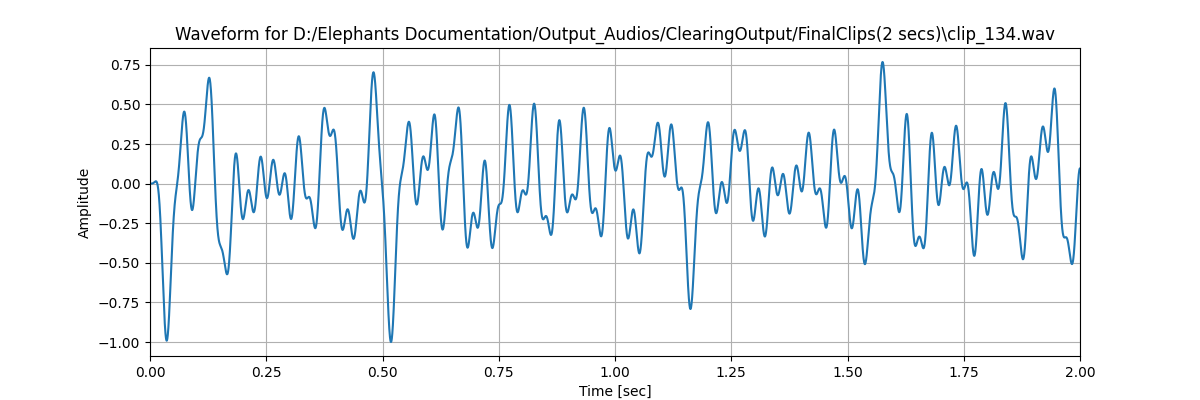 Waveform for D:/Elephants Documentation/Output_Audios/ClearingOutput/FinalClips(2 secs)\clip_134.wav
Amplitude
0.75
0.50
0.25
0.00
−0.25
−0.50
−0.75
−1.00
0.00 0.25 0.50 0.75 1.00 1.25 1.50 1.75 2.00
Time [sec]